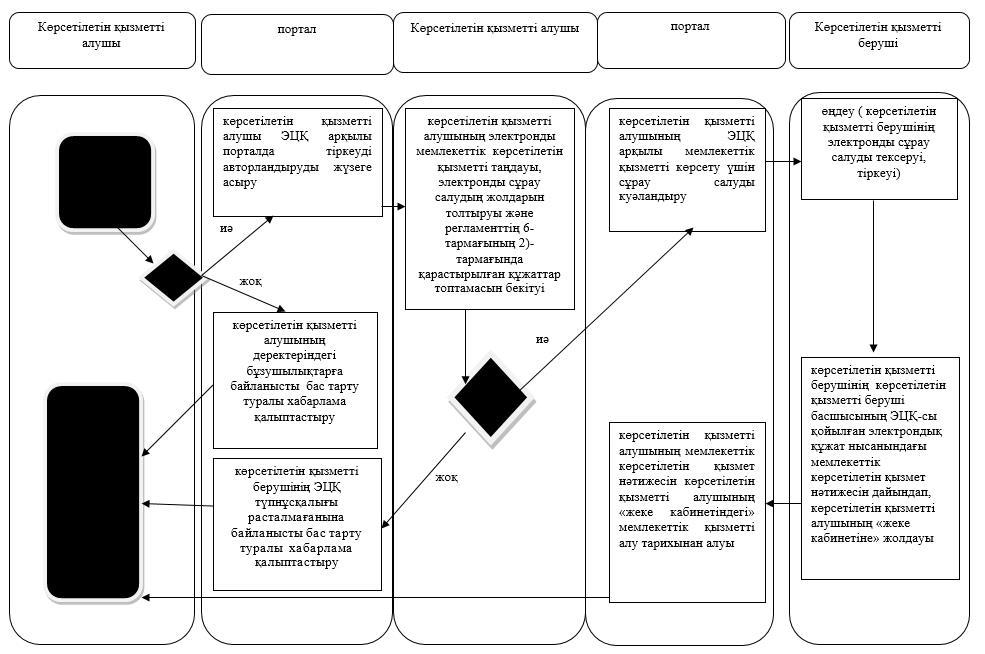 Көрсетілетін қызметті
алушы
портал
Көрсетілетін қызметті алушы
портал
Көрсетілетін қызметті
беруші
көрсетілетін қызметті
алушы ЭЦҚ арқылы
порталда тіркеуді
авторландыруды жүзеге
асыру
көрсетілетін қызметті
алушының электронды
мемлекеттік көрсетілетін
қызметті таңдауы,
электронды сұрау
салудың жолдарын
толтыруы және
регламенттің 6-
тармағының 2)-
тармағында
қарастырылған құжаттар
топтамасын бекітуі
көрсетілетін қызметті
алушының ЭЦҚ
арқылы мемлекеттік
қызметті көрсету үшін
сұрау салуды
куәландыру
өңдеу ( көрсетілетін
қызметті берушінің
электронды сұрау
салуды тексеруі,
тіркеуі)
иә
жоқ
көрсетілетін қызметті
алушының
деректеріндегі
бұзушылықтарға
байланысты бас тарту
туралы хабарлама
қалыптастыру
иә
жоқ
көрсетілетін қызметті
берушінің ЭЦҚ
түпнұсқалығы
расталмағанына
байланысты бас тарту
туралы хабарлама
қалыптастыру
көрсетілетін қызметті
алушының мемлекеттік
көрсетілетін қызмет
нәтижесін көрсетілетін
қызметті алушының
«жеке кабинетіндегі»
мемлекеттік қызметті
алу тарихынан алуы
көрсетілетін қызметті
берушінің көрсетілетін
қызметті беруші
басшысының ЭЦҚ-сы
қойылған электрондық
құжат нысанындағы
мемлекеттік
көрсетілетін қызмет
нәтижесін дайындап,
көрсетілетін қызметті
алушының «жеке
кабинетіне» жолдауы